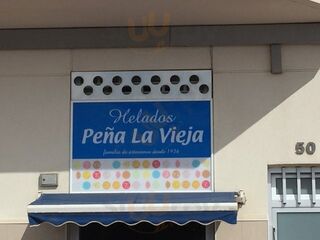 Helados
Peña La Vieja
familia de artesanos desde 1936
50